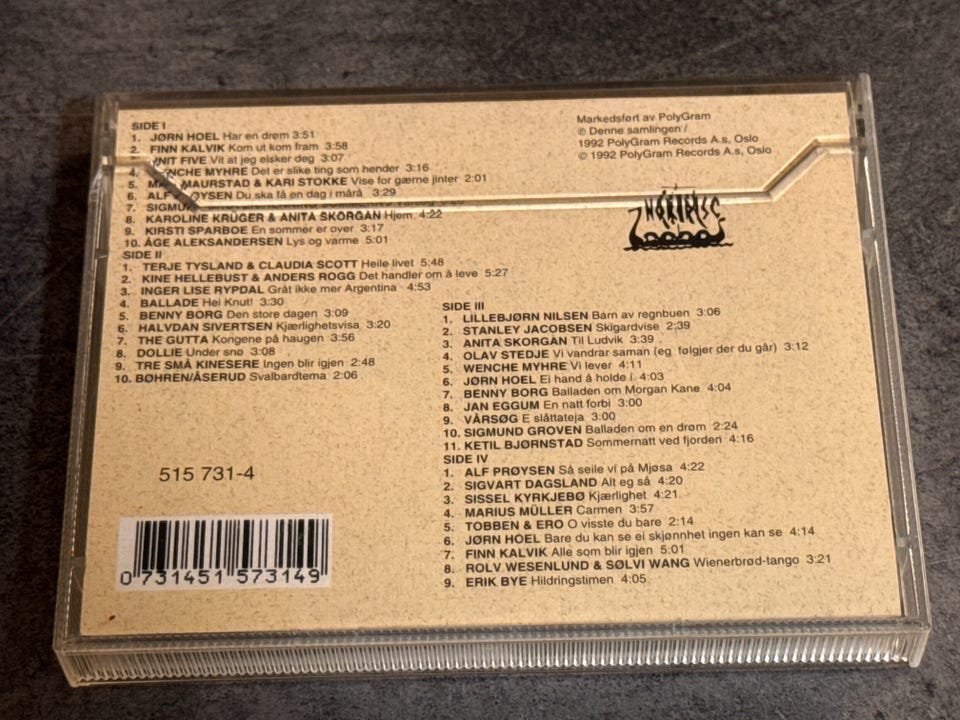 SIDE I
1. JØRN HOEL Har en drøm 3:51
2. FINN KALVIK Kom ut kom fram 3:58
3. UNIT FIVE Vit at jeg elsker deg 3:07
4. WENCHE MYHRE Det er slike ting som hender 3:16
5. MAURSTAD & KARI STOKKE Vise for gærne jinter 2:01
6. ALF PRØYSEN Du ska få en dag i mårå 3:29
7. SIGMUND
8. KAROLINE KRÜGER & ANITA SKORGAN Hjem 4:22
9. KIRSTI SPARBOE En sommer er over 3:17
10. ÅGE ALEKSANDERSEN Lys og varme 5:01
SIDE II
1. TERJE TYSLAND & CLAUDIA SCOTT Heile livet 5:48
2. KINE HELLEBUST & ANDERS ROGG Det handler om å leve 5:27
3. INGER LISE RYPDAL Gråt ikke mer Argentina 4:53
4. BALLADE Hei Knut! 3:30
5. BENNY BORG Den store dagen 3:09
6. HALVDAN SIVERTSEN Kjærlighetsvisa 3:20
7. THE GUTTA Kongene på haugen 3:56
8. DOLLIE Under snø 3:08
9. TRE SMÅ KINESERE Ingen blir igjen 2:48
10. BØHREN/ÅSERUD Svalbardtema 2:06
515 731-4
0 731451 573149
Markedsført av PolyGram
℗ Denne samlingen /
1992 PolyGram Records A.s, Oslo
© 1992 PolyGram Records A.s, Oslo
NORDISC
SIDE III
1. LILLEBJØRN NILSEN Barn av regnbuen 3:06
2. STANLEY JACOBSEN Skigardvise 2:39
3. ANITA SKORGAN Til Ludvik 3:39
4. OLAV STEDJE Vi vandrar saman (eg følgjer der du går) 3:12
5. WENCHE MYHRE Vi lever 4:11
6. JØRN HOEL Ei hand å holde i 4:03
7. BENNY BORG Balladen om Morgan Kane 4:04
8. JAN EGGUM En natt forbi 3:00
9. VÅRSØG E slåttateja 3:00
10. SIGMUND GROVEN Balladen om en drøm 2:24
11. KETIL BJØRNSTAD Sommernatt ved fjorden 4:16
SIDE IV
1. ALF PRØYSEN Så seile vi på Mjøsa 4:22
2. SIGVART DAGSLAND Alt eg så 4:20
3. SISSEL KYRKJEBØ Kjærlighet 4:21
4. MARIUS MÜLLER Carmen 3:57
5. TOBBEN & ERO O visste du bare 2:14
6. JØRN HOEL Bare du kan se ei skjønnhet ingen kan se 4:14
7. FINN KALVIK Alle som blir igjen 5:01
8. ROLV WESENLUND & SØLVI WANG Wienerbrød-tango 3:21
9. ERIK BYE Hildringstimen 4:05